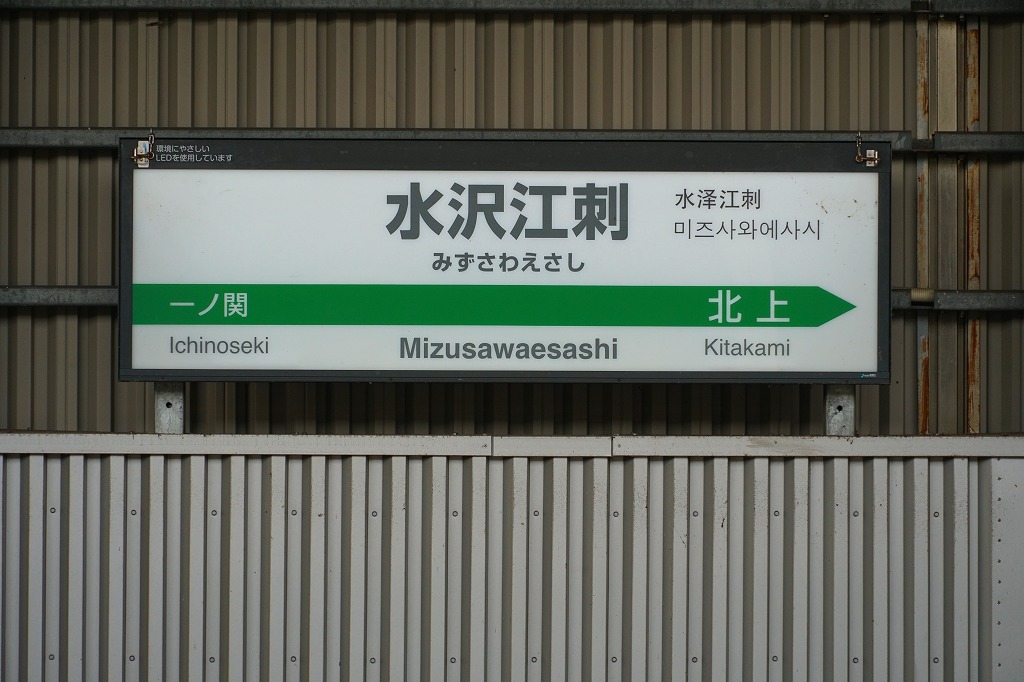 環境にやさしい
LEDを使用しています
水沢江刺
みずさわえさし
水泽江刺
미즈사와에사시
一ノ関
北上
Ichinoseki
Mizusawaesashi
Kitakami